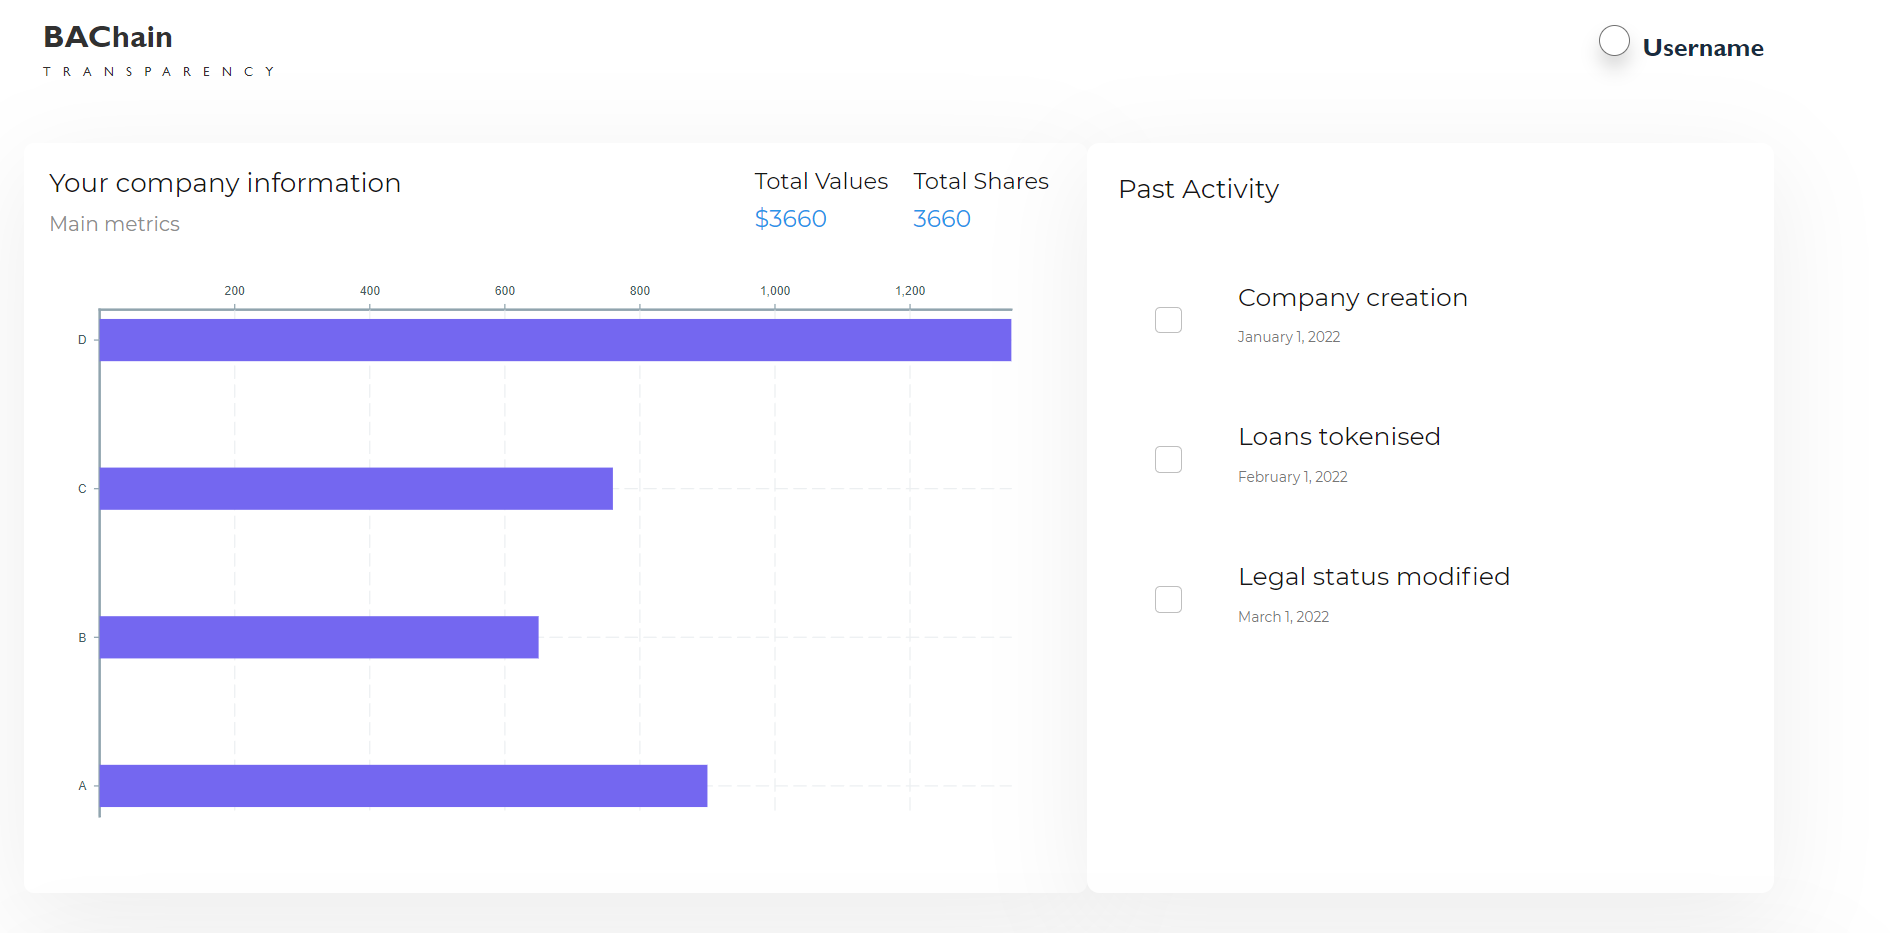 BAChain
TRANSPARENCY
Username
Your company information
Main metrics
Total Values
$3660
Total Shares
3660
200 400 600 800 1,000 1,200
D
C
B
A
Past Activity
Company creation
January 1, 2022
Loans tokenised
February 1, 2022
Legal status modified
March 1, 2022